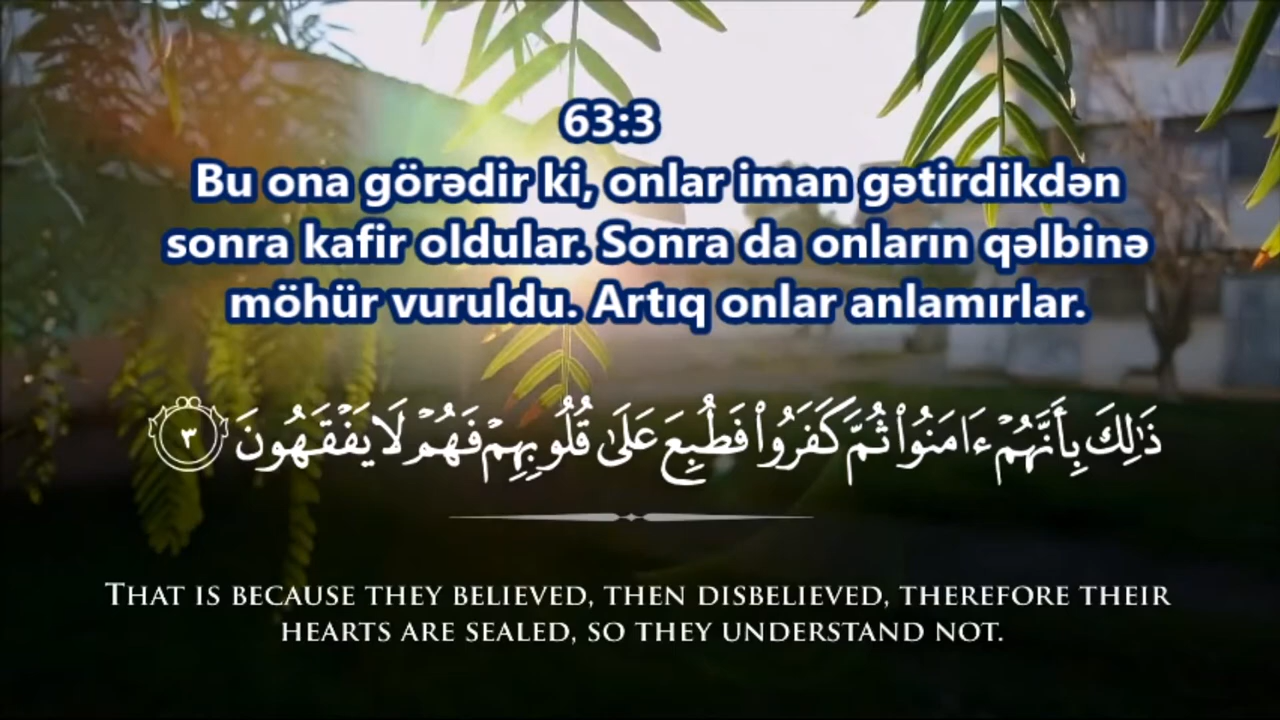 63:3
Bu ona görədir ki, onlar iman gətirdikdən
sonra kafir oldular. Sonra da onların qəlbinə
möhür vuruldu. Artıq onlar anlamırlar.
ذَٰلِكَ بِأَنَّهُمْ ءَامَنُوا۟ ثُمَّ كَفَرُوا۟ فَطُبِعَ عَلَىٰ قُلُوبِهِمْ فَهُمْ لَا يَفْقَهُونَ ٣
THAT IS BECAUSE THEY BELIEVED, THEN DISBELIEVED, THEREFORE THEIR
HEARTS ARE SEALED, SO THEY UNDERSTAND NOT.